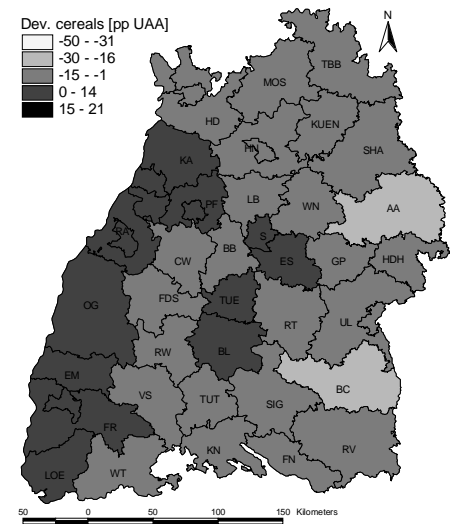 Dev. cereals [pp UAA]
-50 - -31
-30 - -16
-15 - -1
0 - 14
15 - 21
N
TBB
MOS
HD
KUEN
HN
SHA
KA
PF
LB
WN
AA
RA
S
CW
BB
ES
GP
HDH
OG
FDS
TUE
RT
UL
RW
BL
EM
BC
VS
TUT
SIG
FR
KN
RV
LOE
WT
FN
50 0 50 100 150 Kilometers